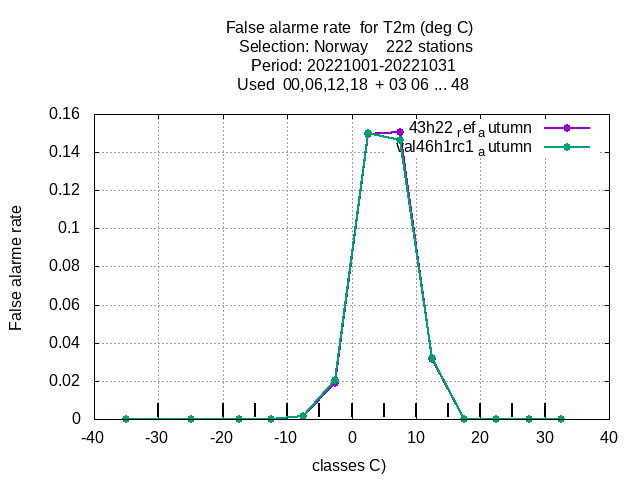 False alarme rate  for T2m (deg C)
Selection: Norway    222 stations
Period: 20221001-20221031
Used  00,06,12,18  + 03 06 ... 48
43h22 ref autumn
val46h1rc1 autumn
False alarme rate
0.16
0.14
0.12
0.1
0.08
0.06
0.04
0.02
0
-40 -30 -20 -10 0 10 20 30 40
classes C)